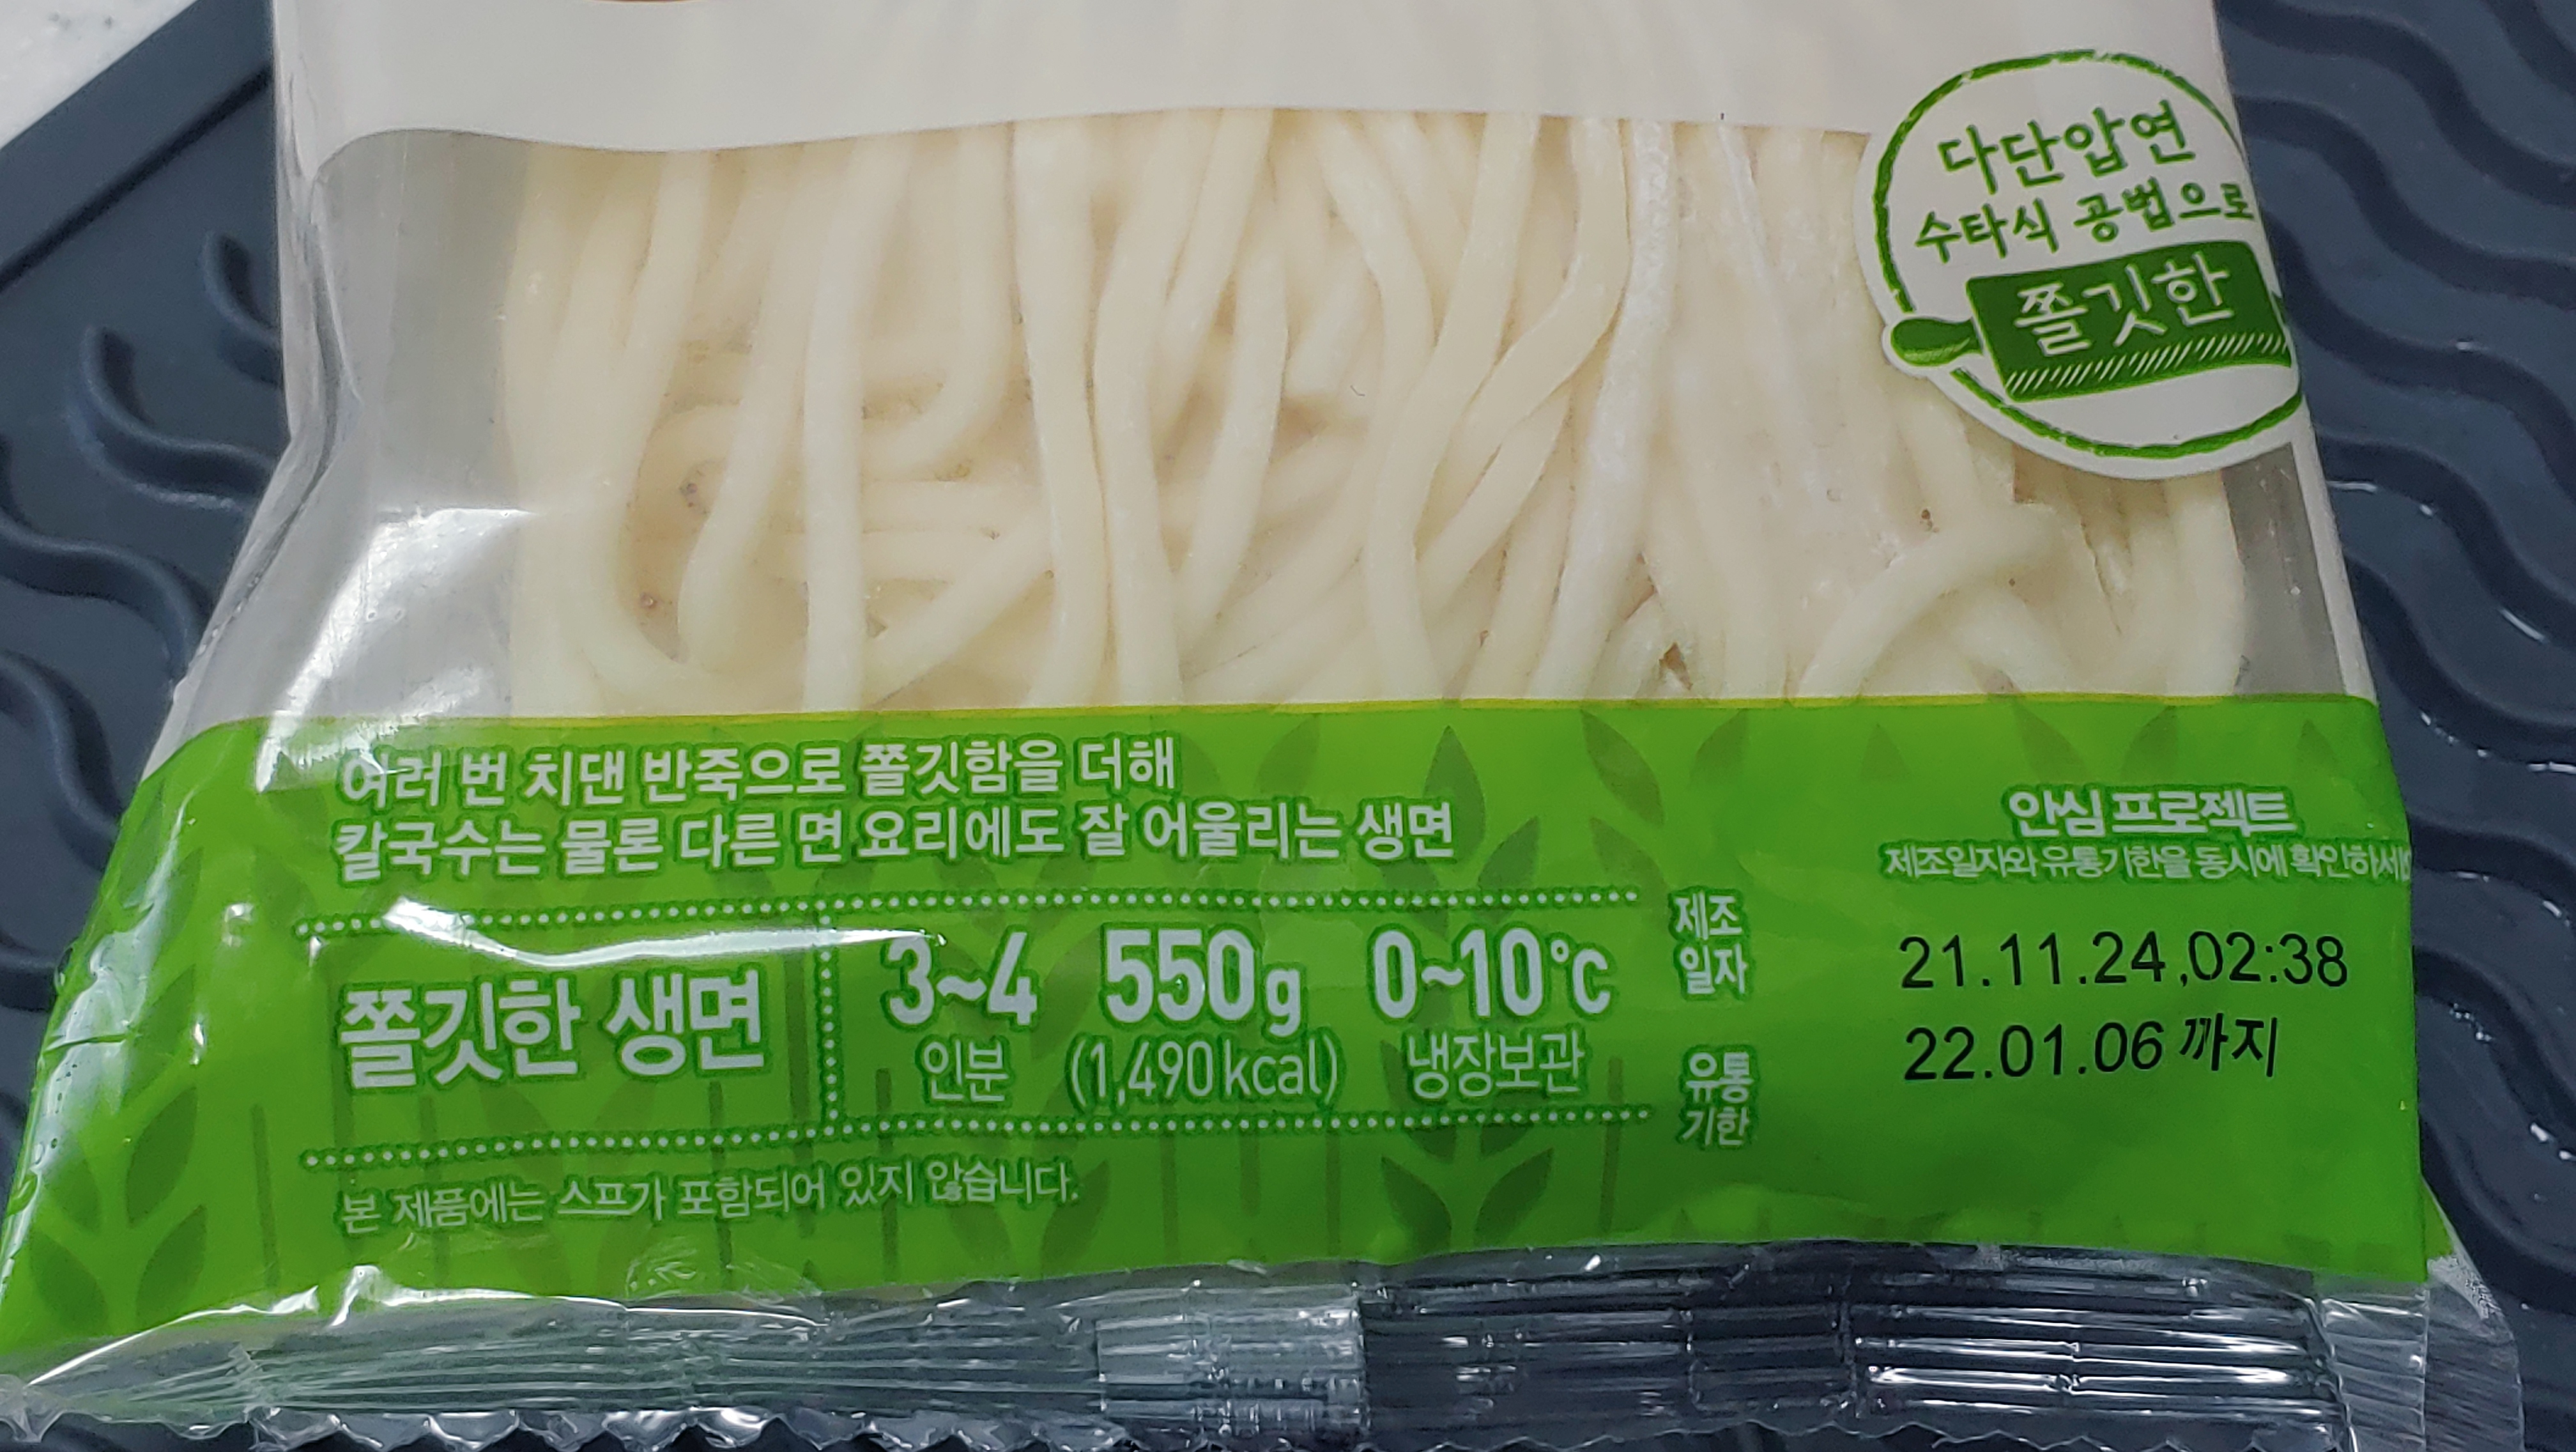 다단압연
수타식 공법으로
쫄깃한
여러 번 치댄 반죽으로 쫄깃함을 더해
칼국수는 물론 다른 면 요리에도 잘 어울리는 생면
안심 프로젝트
제조일자와 유통기한을 동시에 확인하세
쫄깃한 생면
3~4 550g 0~10℃
인분 (1,490kcal) 냉장보관
제조
일자
21.11.24,02:38
유통
기한
22.01.06 까지
본 제품에는 스프가 포함되어 있지 않습니다.